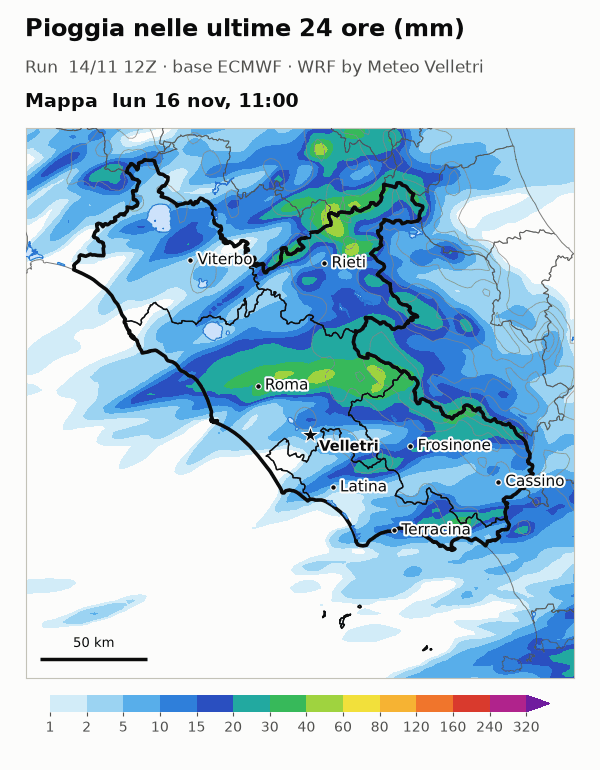 Pioggia nelle ultime 24 ore (mm)
Run  14/11 12Z · base ECMWF · WRF by Meteo Velletri
Mappa  lun 16 nov, 11:00
Viterbo
Rieti
Roma
Velletri
Frosinone
Latina
Cassino
Terracina
50 km
1 2 5 10 15 20 30 40 60 80 120 160 240 320